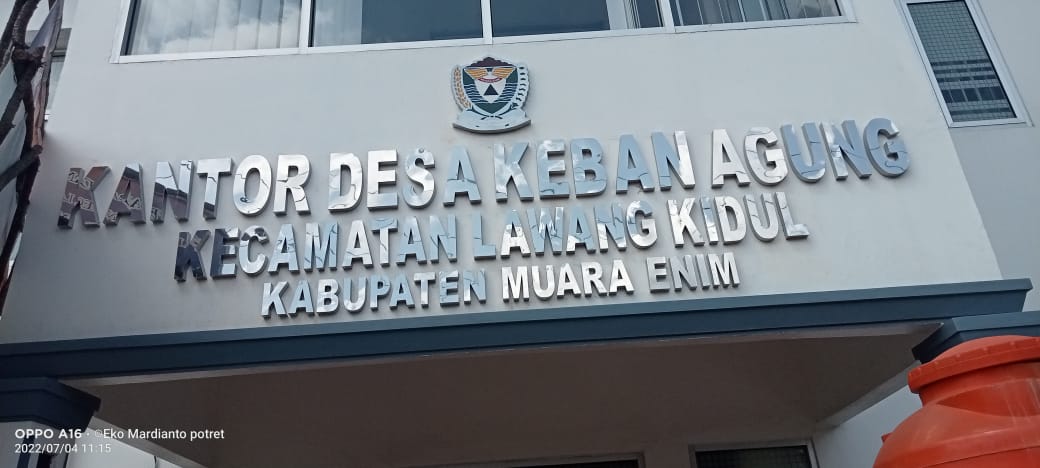 KANTOR DESA KEBAN AGUNG
KECAMATAN LAWANG KIDUL
KABUPATEN MUARA ENIM
OPPO A16 · ©Eko Mardianto potret
2022/07/04 11:15